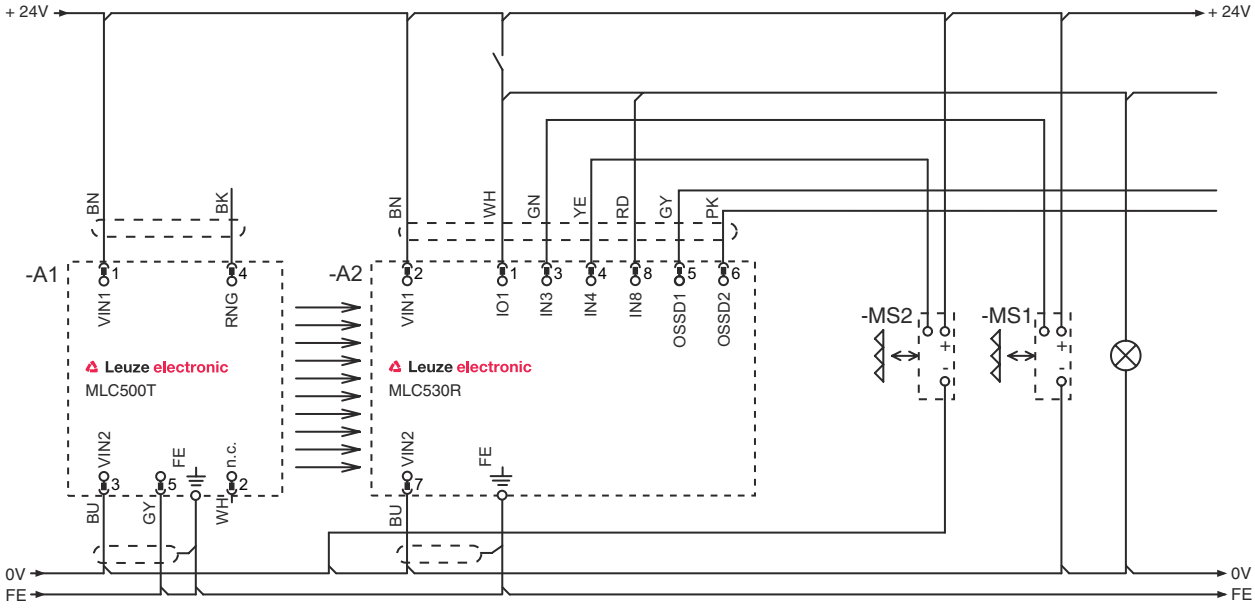 + 24V
+ 24V
BN
BK
BN
WH
GN
YE
RD
GY
PK
-A1
1
4
-A2
2
1
3
4
8
5
6
VIN1
RNG
VIN1
IO1
IN3
IN4
IN8
OSSD1
OSSD2
-MS2
-MS1
+
-
+
-
Leuze electronic
MLC500T
Leuze electronic
MLC530R
VIN2
FE
n.c.
VIN2
FE
3
5
2
7
BU
GY
WH
BU
0V
0V
FE
FE